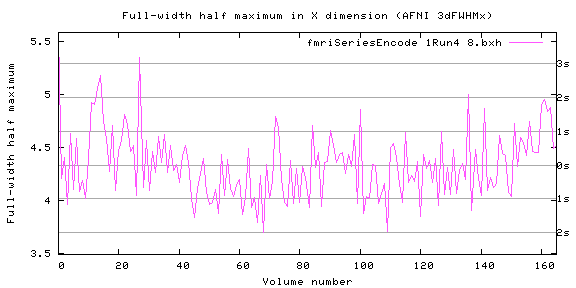 Full-width half maximum in X dimension (AFNI 3dFWHMx)
fmriSeriesEncode 1Run4 8.bxh
Full-width half maximum
5.5
5
4.5
4
3.5
3s
2s
1s
0s
1s
2s
0 20 40 60 80 100 120 140 160
Volume number